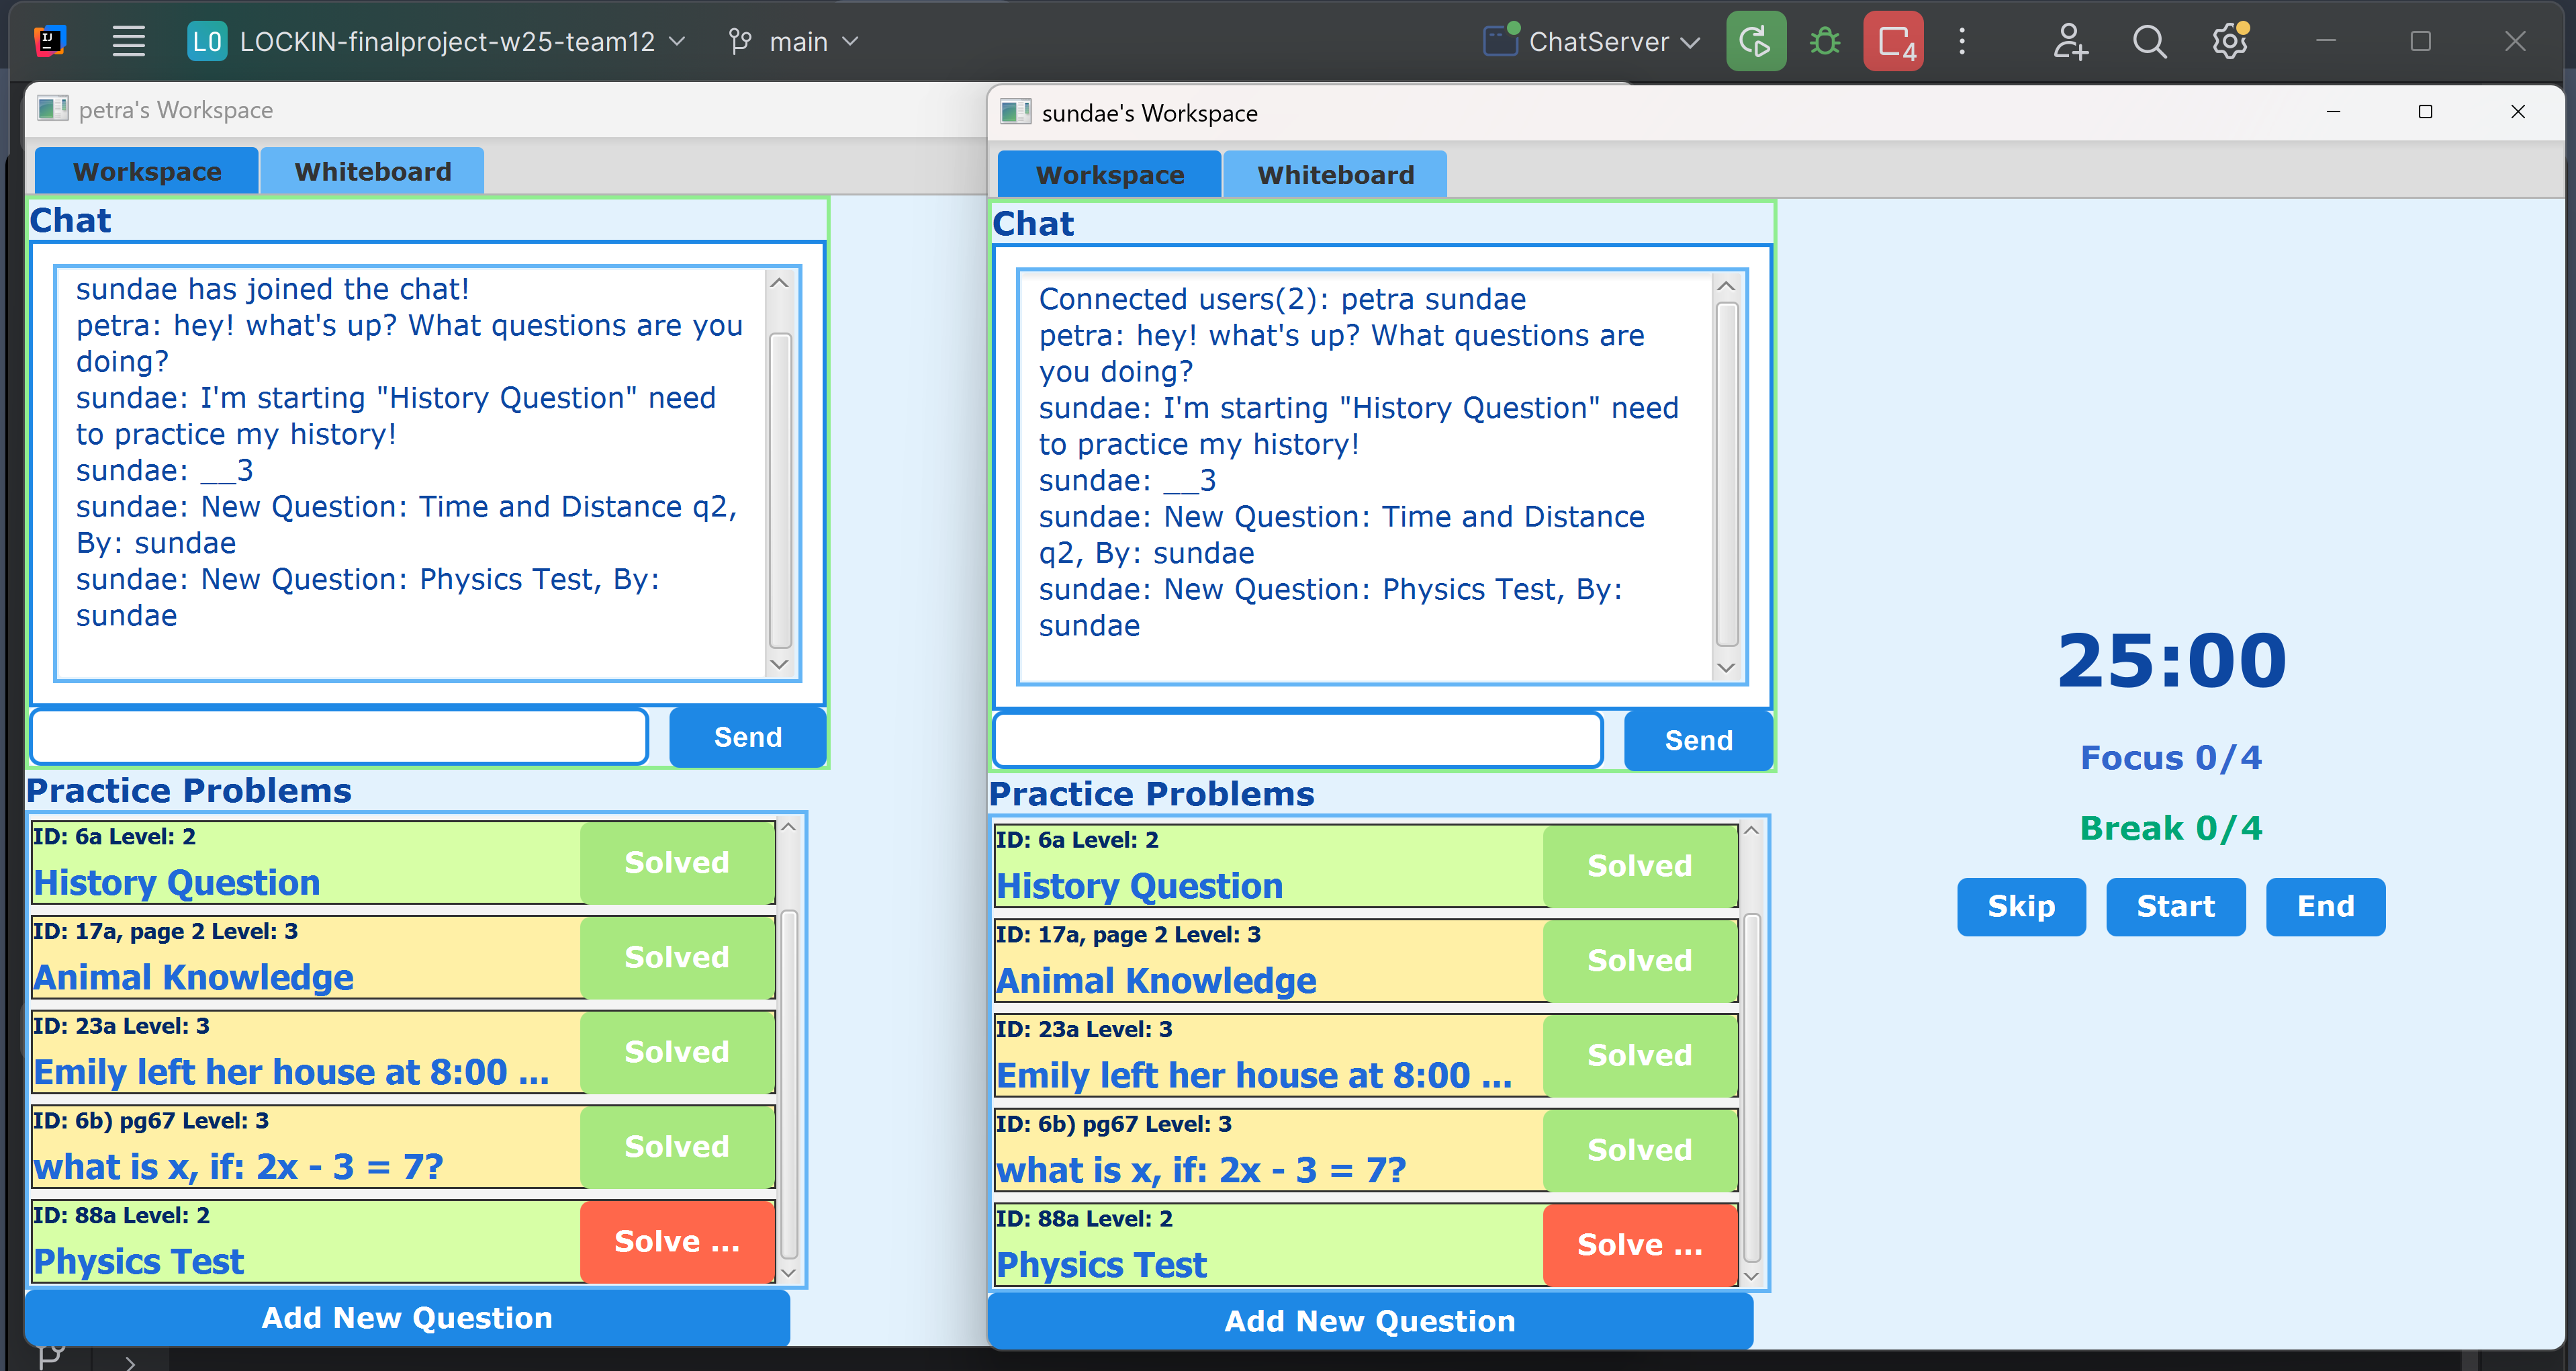 LO LOCKIN-finalproject-w25-team12 main ChatServer 4
petra's Workspace
Workspace Whiteboard
Chat
sundae has joined the chat!
petra: hey! what's up? What questions are you
doing?
sundae: I'm starting "History Question" need
to practice my history!
sundae: __3
sundae: New Question: Time and Distance q2,
By: sundae
sundae: New Question: Physics Test, By:
sundae
Send
Practice Problems
ID: 6a Level: 2
History Question
Solved
ID: 17a, page 2 Level: 3
Animal Knowledge
Solved
ID: 23a Level: 3
Emily left her house at 8:00 ...
Solved
ID: 6b) pg67 Level: 3
what is x, if: 2x - 3 = 7?
Solved
ID: 88a Level: 2
Physics Test
Solve ...
Add New Question
sundae's Workspace
Workspace Whiteboard
Chat
Connected users(2): petra sundae
petra: hey! what's up? What questions are
you doing?
sundae: I'm starting "History Question" need
to practice my history!
sundae: __3
sundae: New Question: Time and Distance
q2, By: sundae
sundae: New Question: Physics Test, By:
sundae
Send
Practice Problems
ID: 6a Level: 2
History Question
Solved
ID: 17a, page 2 Level: 3
Animal Knowledge
Solved
ID: 23a Level: 3
Emily left her house at 8:00 ...
Solved
ID: 6b) pg67 Level: 3
what is x, if: 2x - 3 = 7?
Solved
ID: 88a Level: 2
Physics Test
Solve ...
Add New Question
25:00
Focus 0/4
Break 0/4
Skip Start End